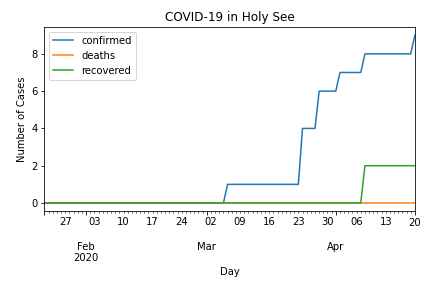 COVID-19 in Holy See
confirmed
deaths
recovered
Number of Cases
8
6
4
2
0
27 03 10 17 24 02 09 16 23 30 06 13 20
Feb Mar Apr
2020
Day